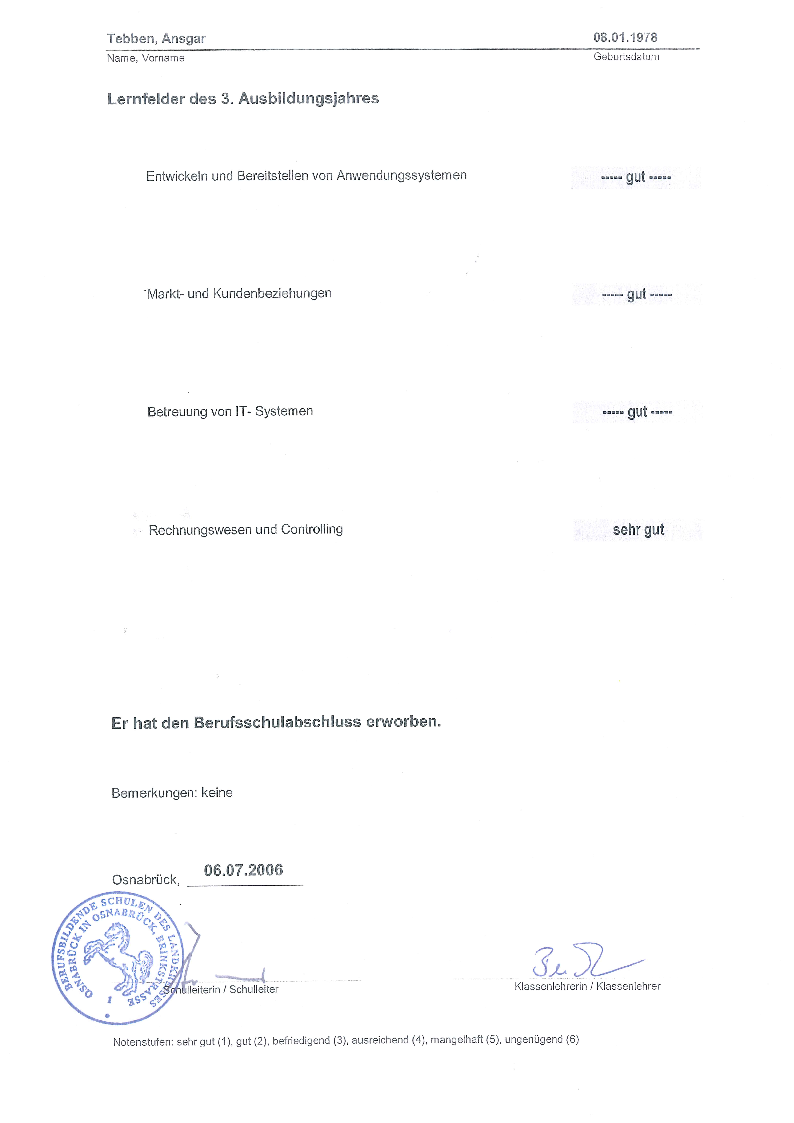 Tebben, Ansgar 08.01.1978
Name, Vorname Geburtsdatum
Lernfelder des 3. Ausbildungsjahres
Entwickeln und Bereitstellen von Anwendungssystemen ----- gut -----
Markt- und Kundenbeziehungen ----- gut -----
Betreuung von IT- Systemen ----- gut -----
Rechnungswesen und Controlling sehr gut
Er hat den Berufsschulabschluss erworben.
Bemerkungen: keine
Osnabrück, 06.07.2006
BERUFSBILDENDE SCHULEN DES LANDKREISES
OSNABRÜCK IN OSNABRÜCK, BRINKSTRASSE
1
Schulleiterin / Schulleiter Klassenlehrerin / Klassenlehrer
Notenstufen: sehr gut (1), gut (2), befriedigend (3), ausreichend (4), mangelhaft (5), ungenügend (6)